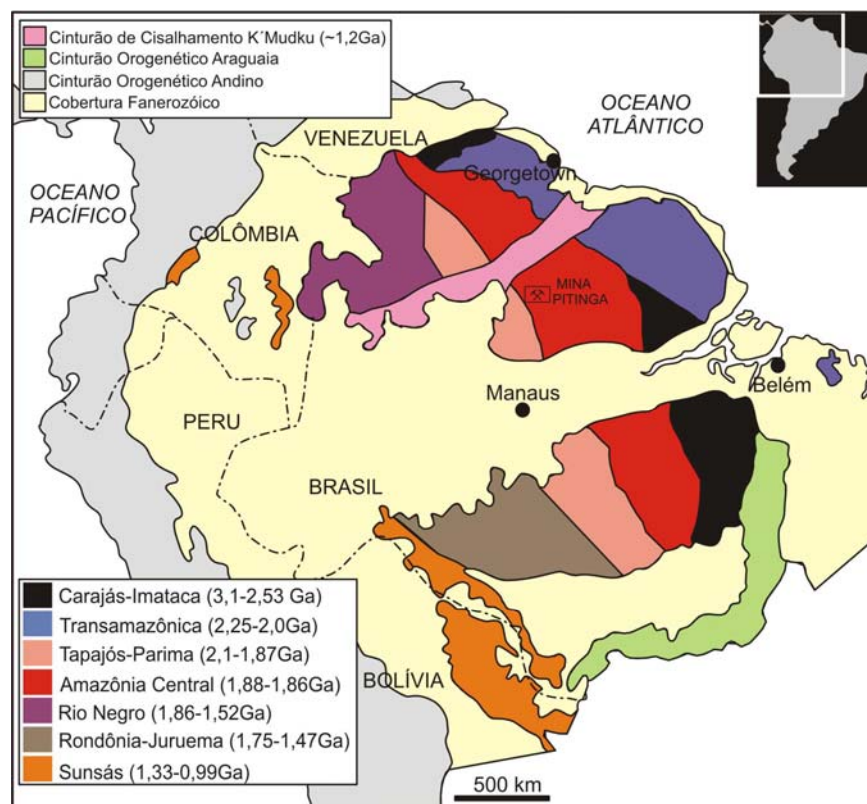 Cinturão de Cisalhamento K´Mudku (~1,2Ga)
Cinturão Orogenético Araguaia
Cinturão Orogenético Andino
Cobertura Fanerozóico
OCEANO
ATLÂNTICO
VENEZUELA
Georgetown
OCEANO
PACÍFICO
COLÔMBIA
MINA
PITINGA
Manaus
Belém
PERU
BRASIL
BOLÍVIA
Carajás-Imataca (3,1-2,53 Ga)
Transamazônica (2,25-2,0Ga)
Tapajós-Parima (2,1-1,87Ga)
Amazônia Central (1,88-1,86Ga)
Rio Negro (1,86-1,52Ga)
Rondônia-Juruema (1,75-1,47Ga)
Sunsás (1,33-0,99Ga)
500 km